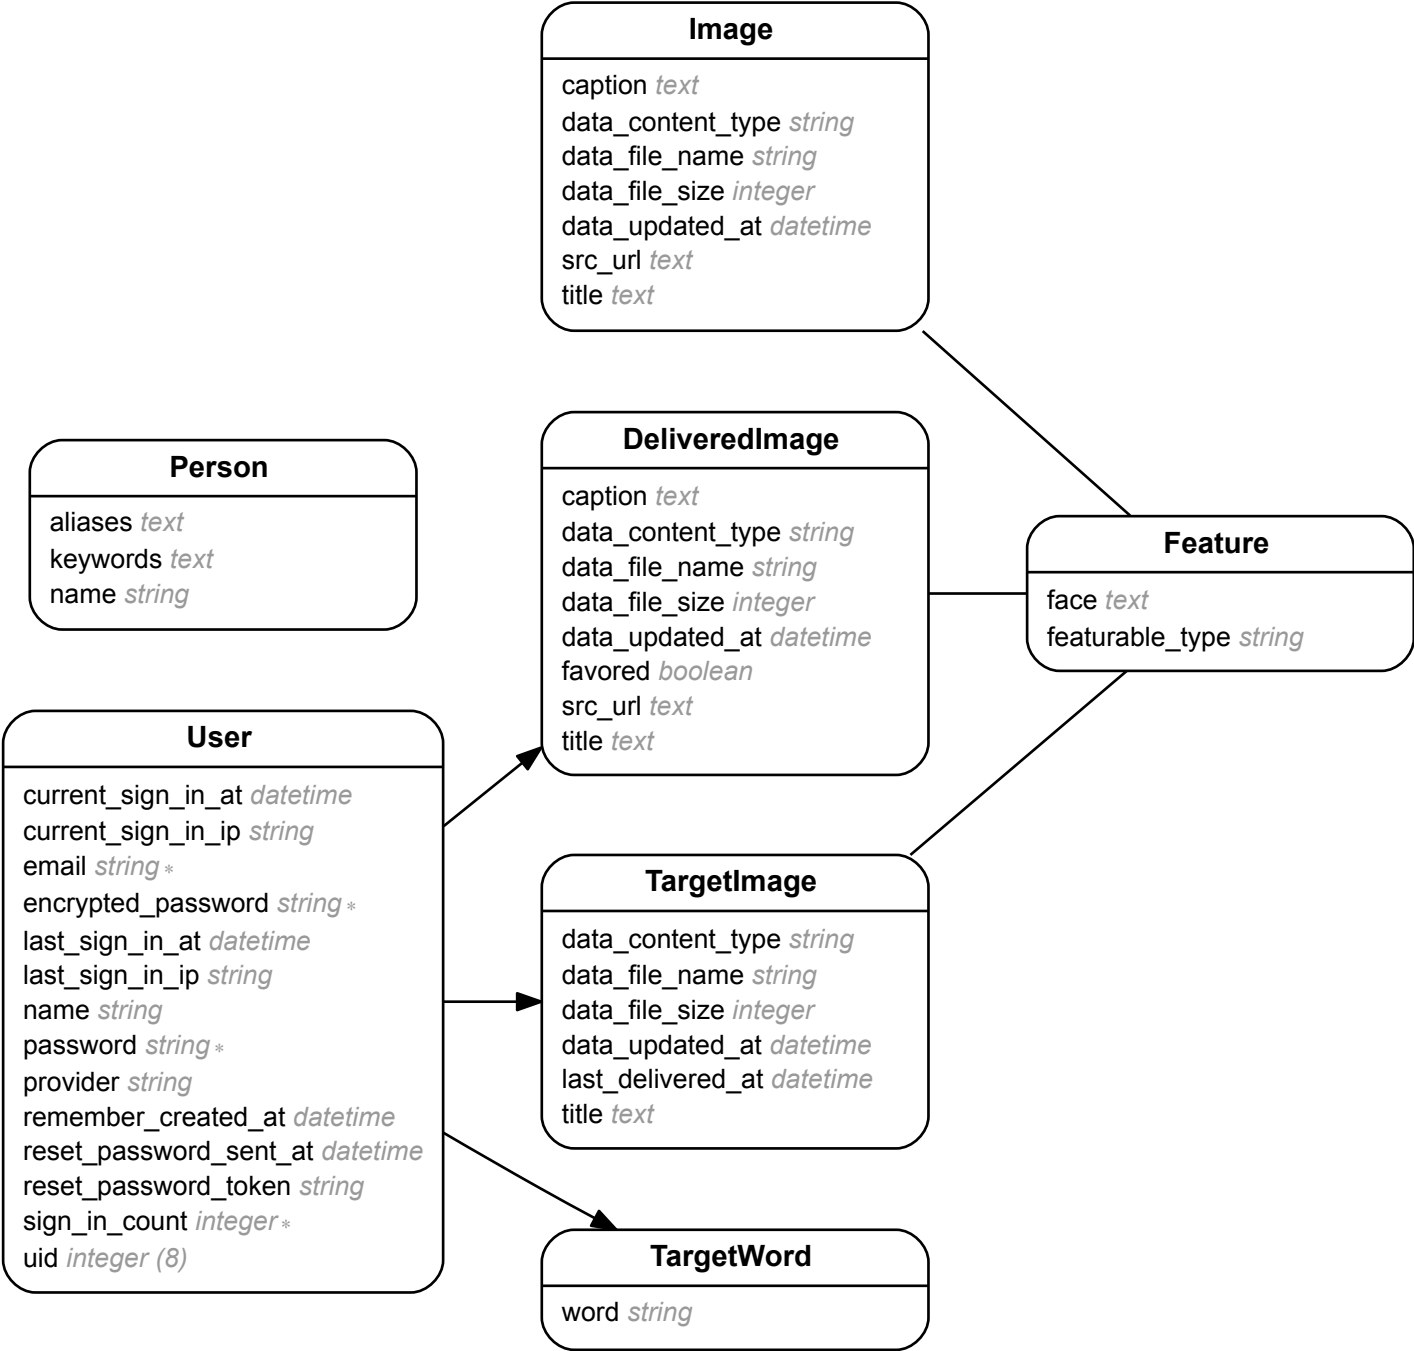 Image
caption text
data_content_type string
data_file_name string
data_file_size integer
data_updated_at datetime
src_url text
title text
Person
aliases text
keywords text
name string
DeliveredImage
caption text
data_content_type string
data_file_name string
data_file_size integer
data_updated_at datetime
favored boolean
src_url text
title text
Feature
face text
featurable_type string
User
current_sign_in_at datetime
current_sign_in_ip string
email string *
encrypted_password string *
last_sign_in_at datetime
last_sign_in_ip string
name string
password string *
provider string
remember_created_at datetime
reset_password_sent_at datetime
reset_password_token string
sign_in_count integer *
uid integer (8)
TargetImage
data_content_type string
data_file_name string
data_file_size integer
data_updated_at datetime
last_delivered_at datetime
title text
TargetWord
word string